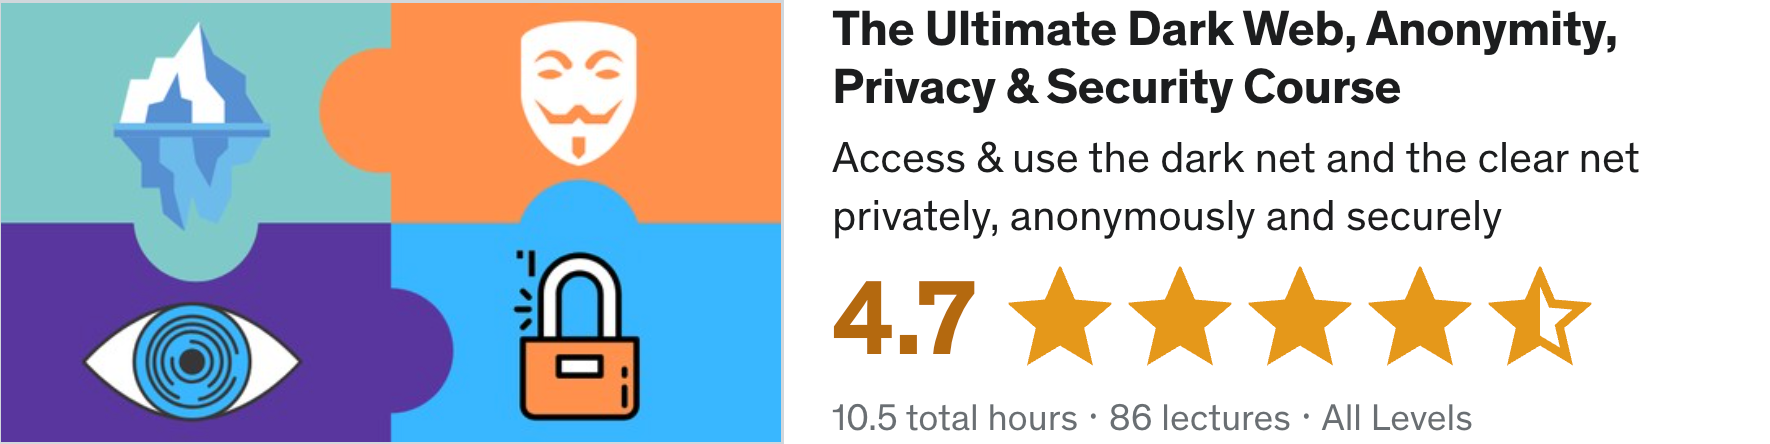 The Ultimate Dark Web, Anonymity,
Privacy & Security Course
Access & use the dark net and the clear net
privately, anonymously and securely
4.7
10.5 total hours · 86 lectures · All Levels